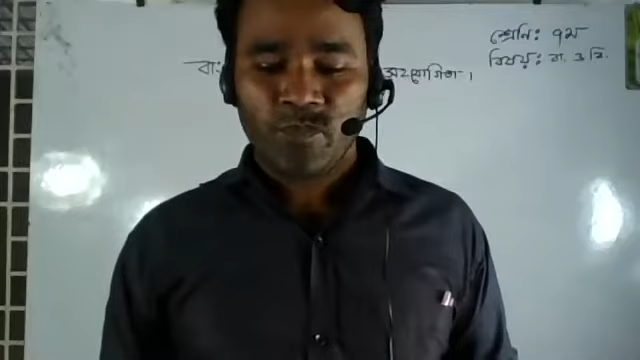 শ্রেণি: ৭ম
বিষয়: বা. ও বি.
বা: সহযোগিতা।